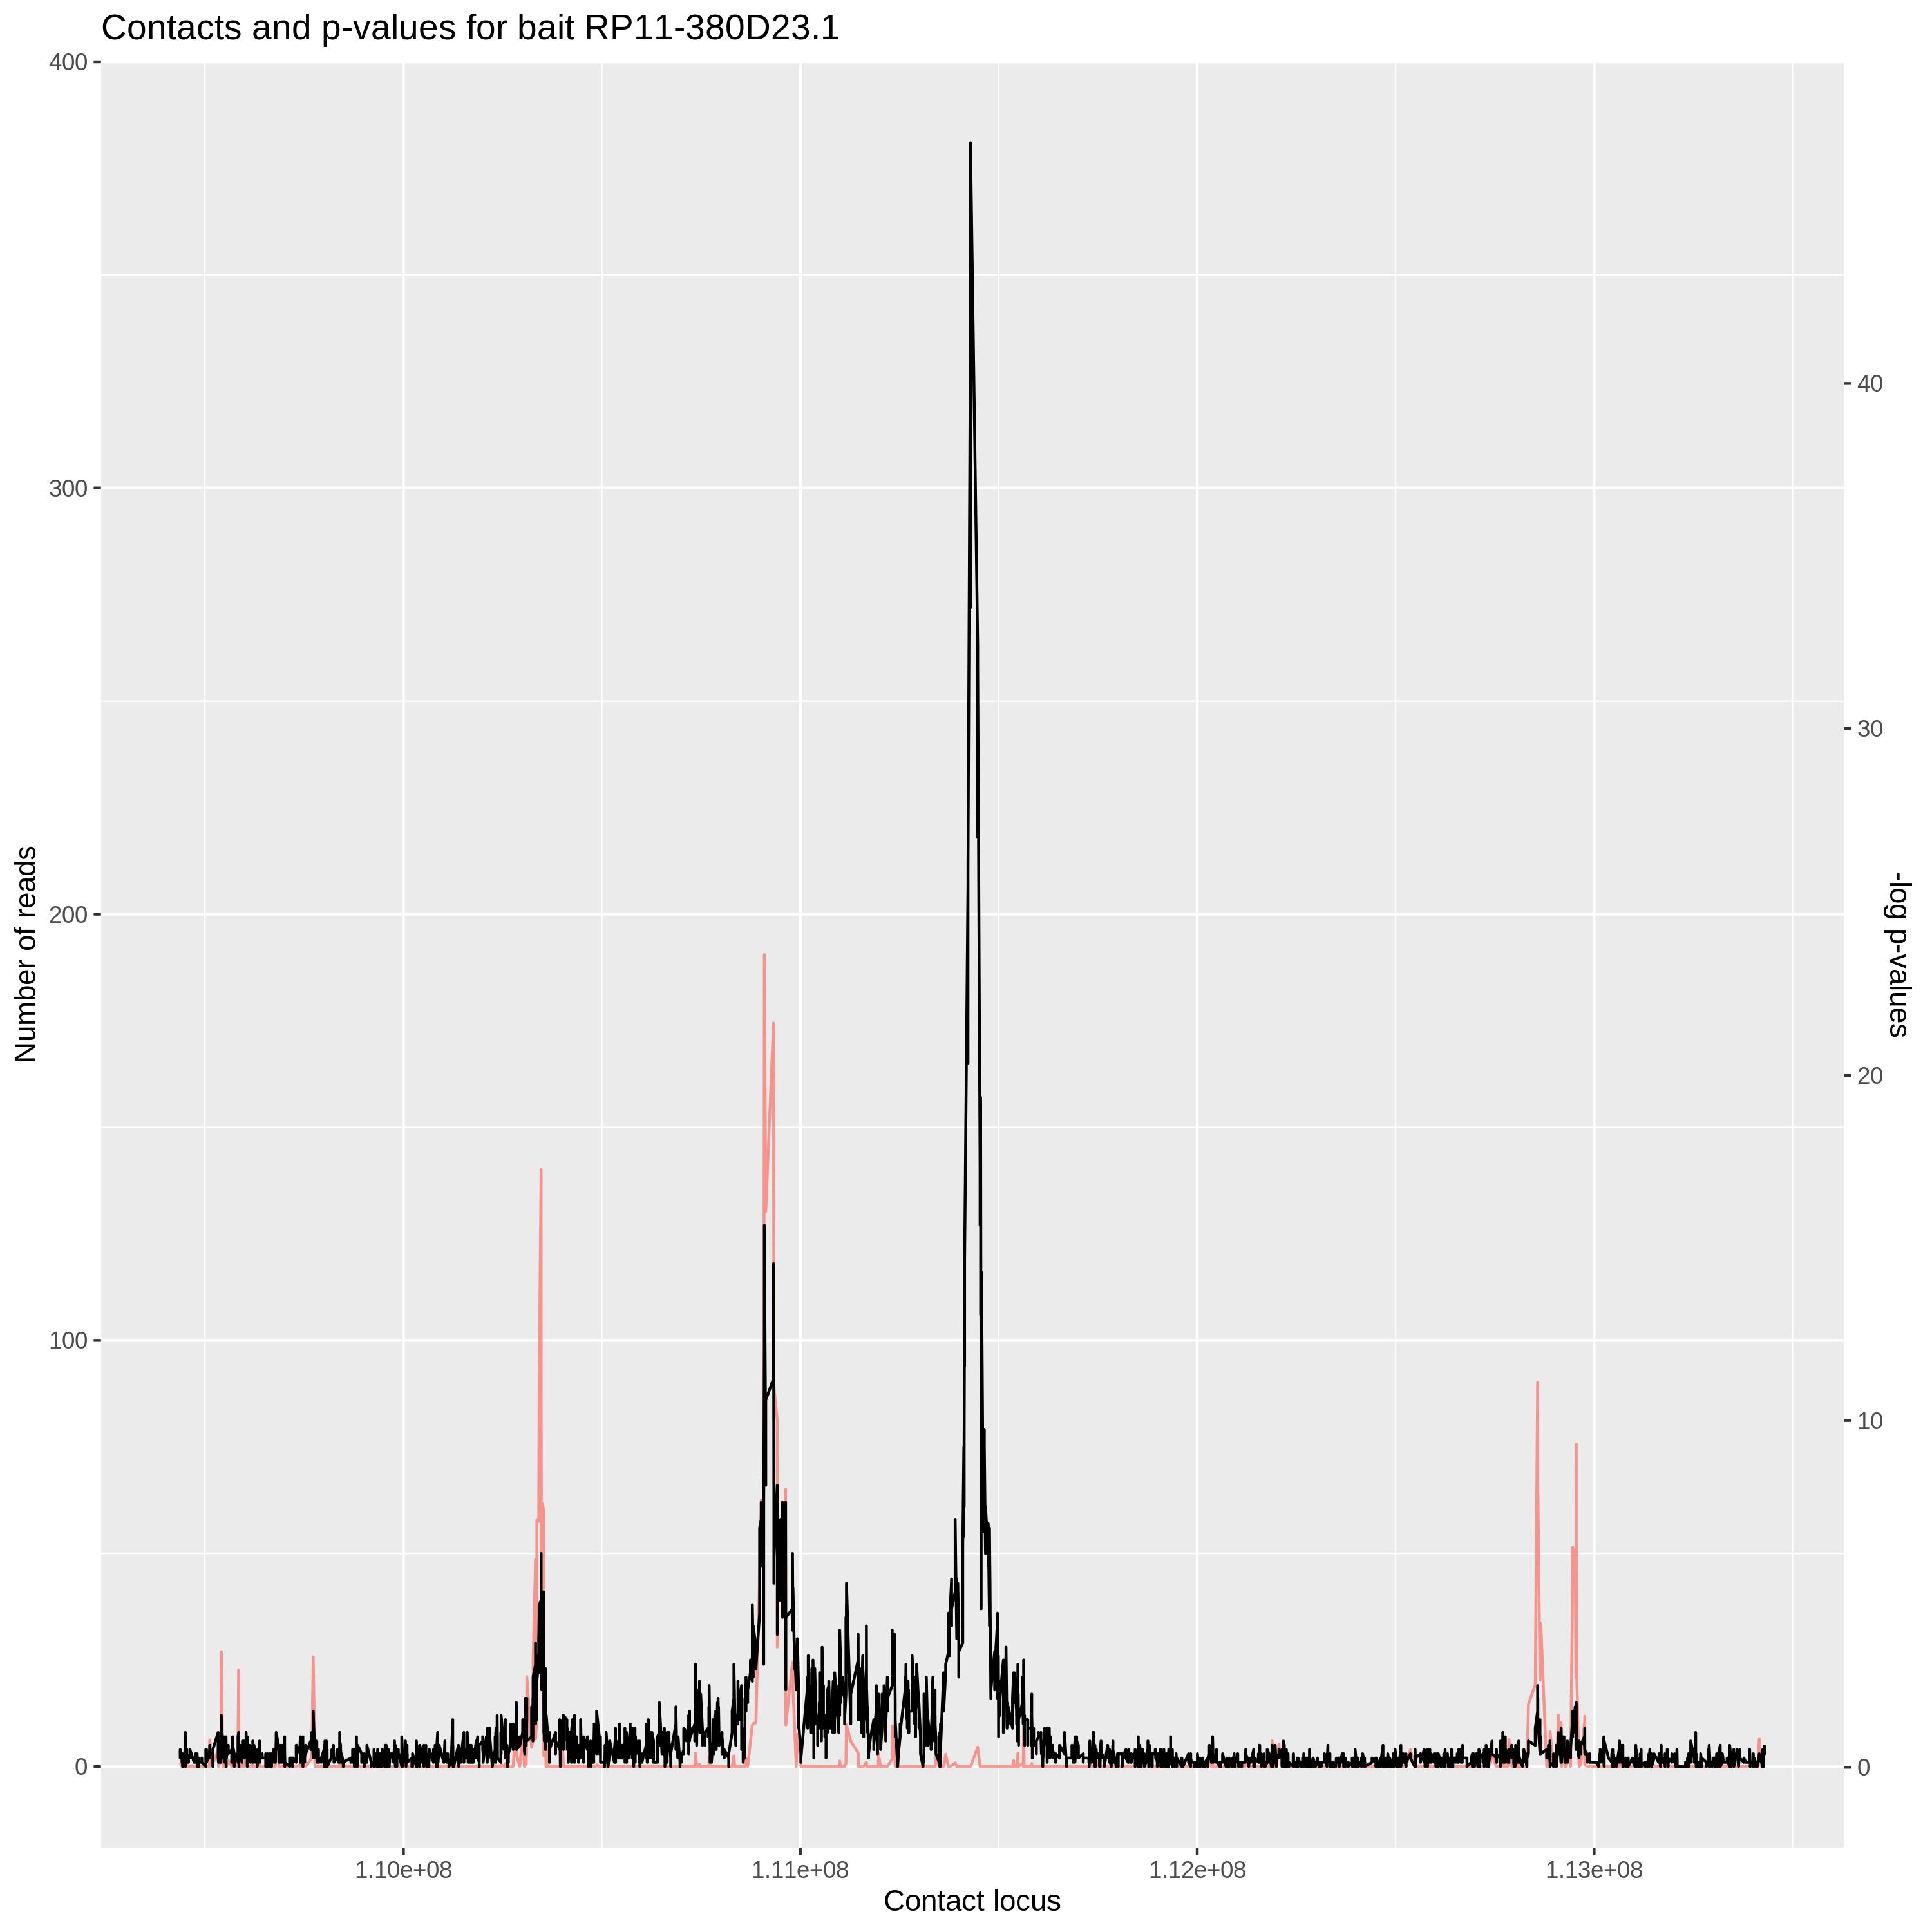 Contacts and p-values for bait RP11-380D23.1
400
300
200
100
0
Number of reads
40
30
20
10
0
-log p-values
1.10e+08
1.11e+08
1.12e+08
1.13e+08
Contact locus